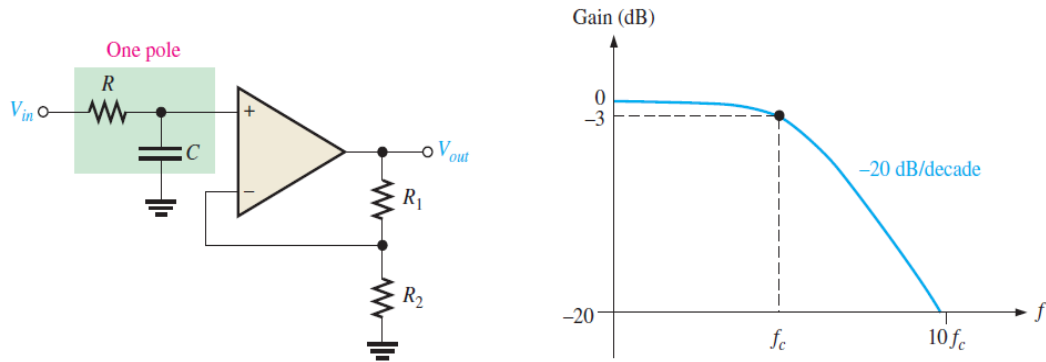 One pole
R
V_in
+
C
−
V_out
R_1
R_2
Gain (dB)
0
−3
−20 dB/decade
−20
f_c
10 f_c
f